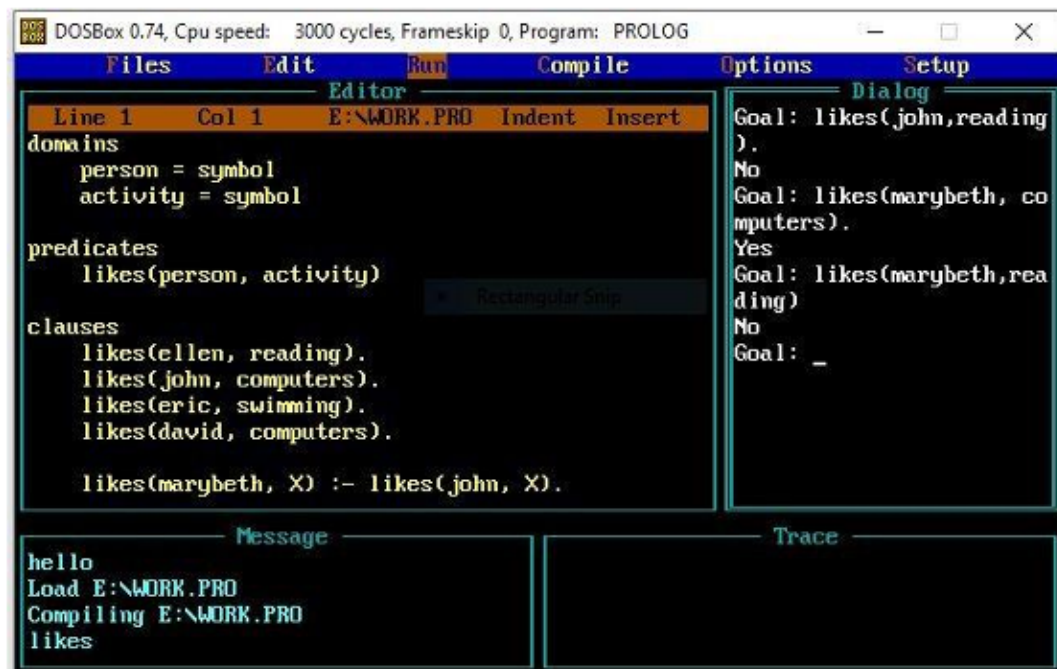 DOSBox 0.74, Cpu speed: 3000 cycles, Frameskip 0, Program: PROLOG
Files Edit Run Compile Options Setup
Editor
Line 1 Col 1 E:\WORK.PRO Indent Insert
domains
person = symbol
activity = symbol
predicates
likes(person, activity)
Rectangular Snip
clauses
likes(ellen, reading).
likes(john, computers).
likes(eric, swimming).
likes(david, computers).
likes(marybeth, X) :- likes(john, X).
Dialog
Goal: likes(john,reading
).
No
Goal: likes(marybeth, co
mputers).
Yes
Goal: likes(marybeth,rea
ding)
No
Goal: _
Message
hello
Load E:\WORK.PRO
Compiling E:\WORK.PRO
likes
Trace